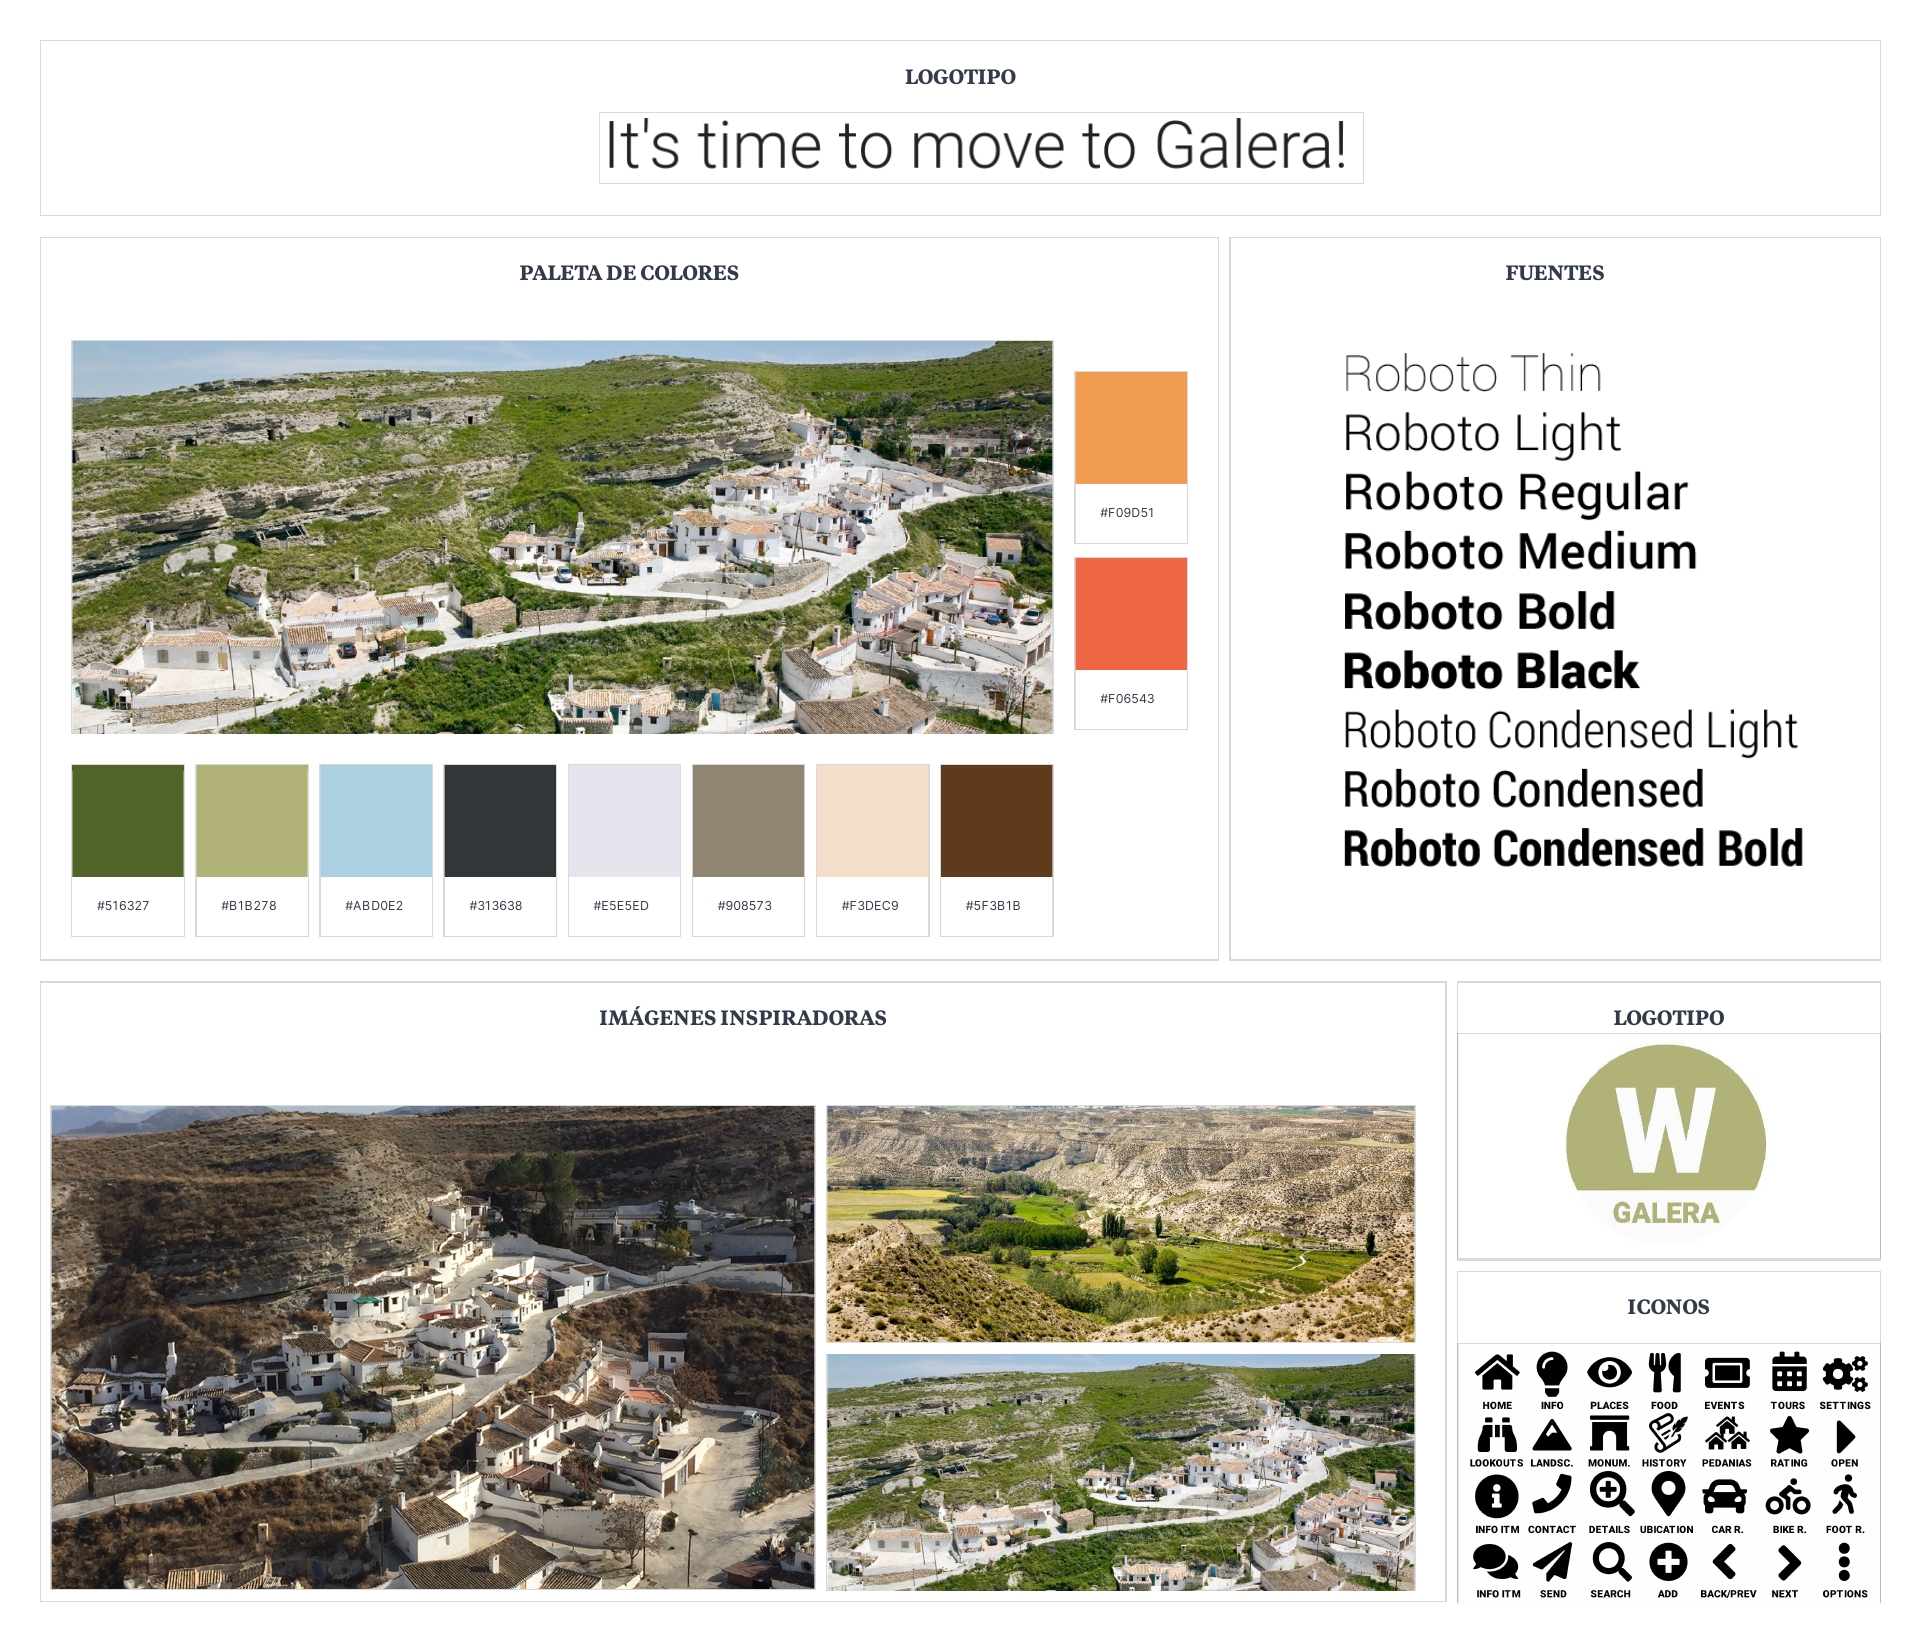 LOGOTIPO
It's time to move to Galera!
PALETA DE COLORES
#F09D51
#F06543
#516327
#B1B278
#ABD0E2
#313638
#E5E5ED
#908573
#F3DEC9
#5F3B1B
FUENTES
Roboto Thin
Roboto Light
Roboto Regular
Roboto Medium
Roboto Bold
Roboto Black
Roboto Condensed Light
Roboto Condensed
Roboto Condensed Bold
IMÁGENES INSPIRADORAS
LOGOTIPO
W
GALERA
ICONOS
HOME INFO PLACES FOOD EVENTS TOURS SETTINGS
LOOKOUTS LANDSC. MONUM. HISTORY PEDANIAS RATING OPEN
INFO ITM CONTACT DETAILS UBICATION CAR R. BIKE R. FOOT R.
INFO ITM SEND SEARCH ADD BACK/PREV NEXT OPTIONS